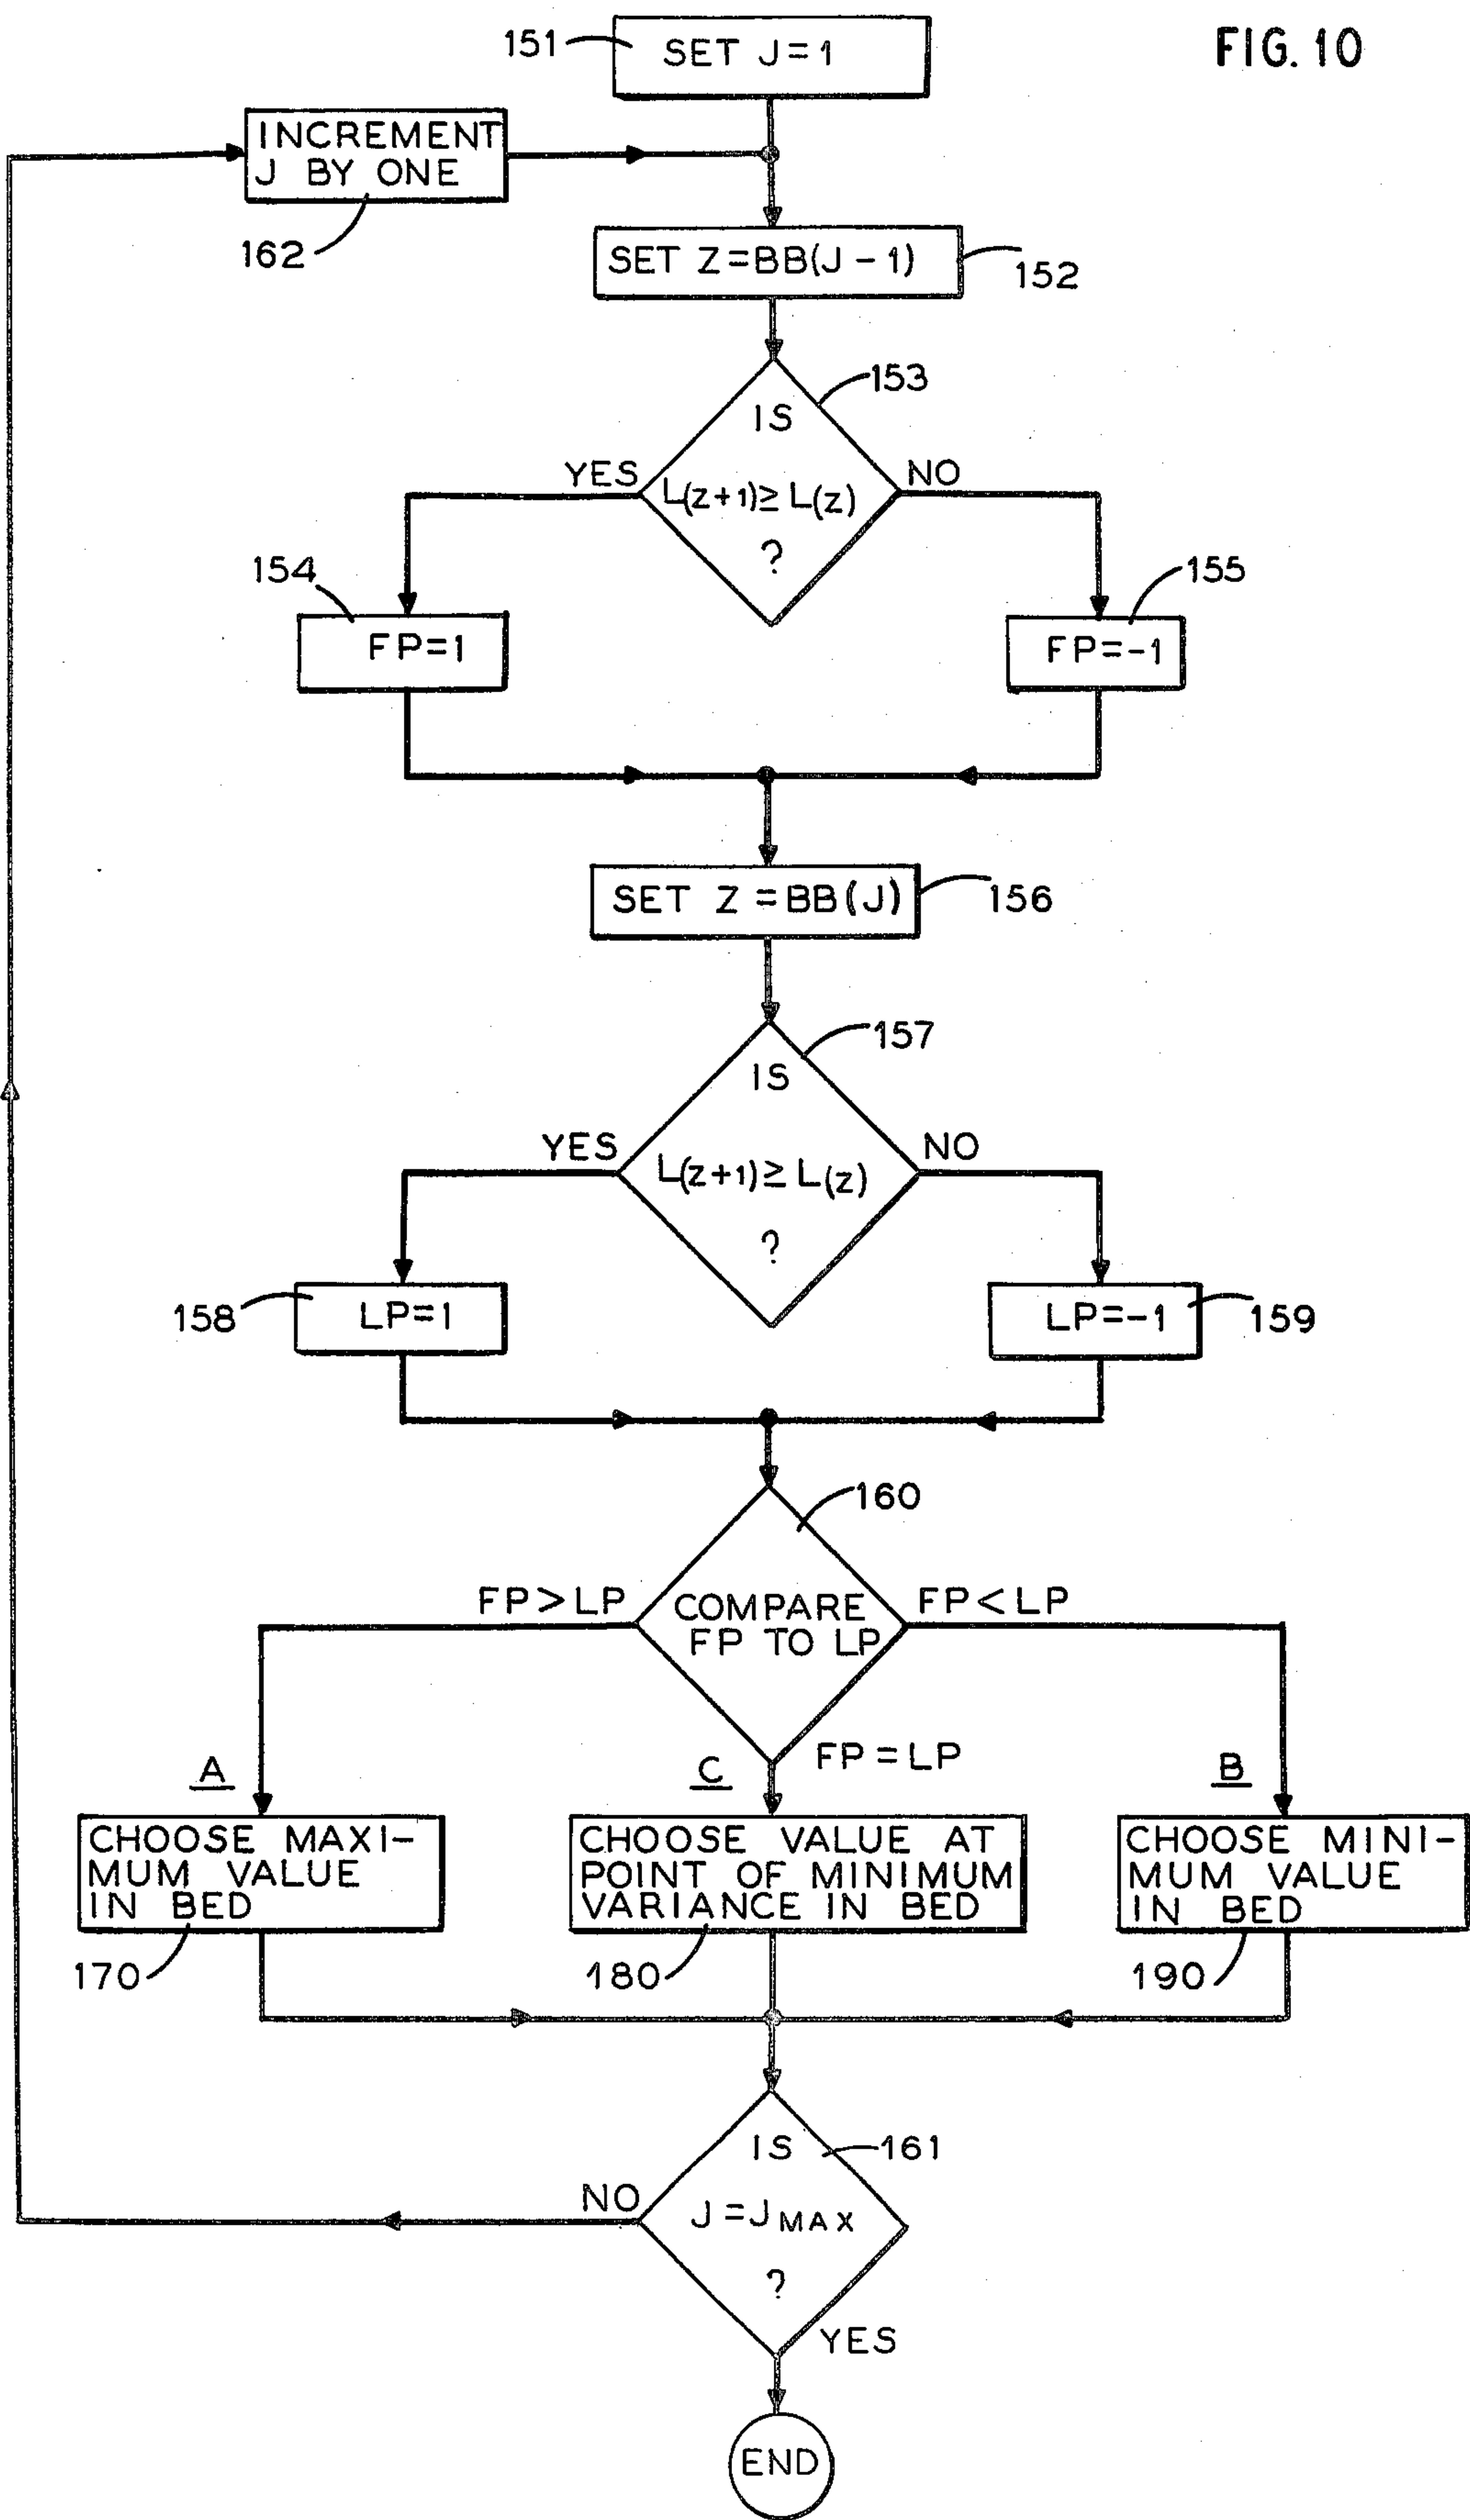 FIG. 10
151
SET J=1
INCREMENT
J BY ONE
162
SET Z=BB(J-1)
152
153
IS
L(z+1)≥L(z)
?
YES
NO
154
FP=1
155
FP=-1
SET Z=BB(J)
156
157
IS
L(z+1)≥L(z)
?
YES
NO
158
LP=1
LP=-1
159
160
FP>LP
COMPARE
FP TO LP
FP<LP
FP=LP
A
C
B
CHOOSE MAXI-
MUM VALUE
IN BED
CHOOSE VALUE AT
POINT OF MINIMUM
VARIANCE IN BED
CHOOSE MINI-
MUM VALUE
IN BED
170
180
190
IS
161
J=JMAX
?
NO
YES
END